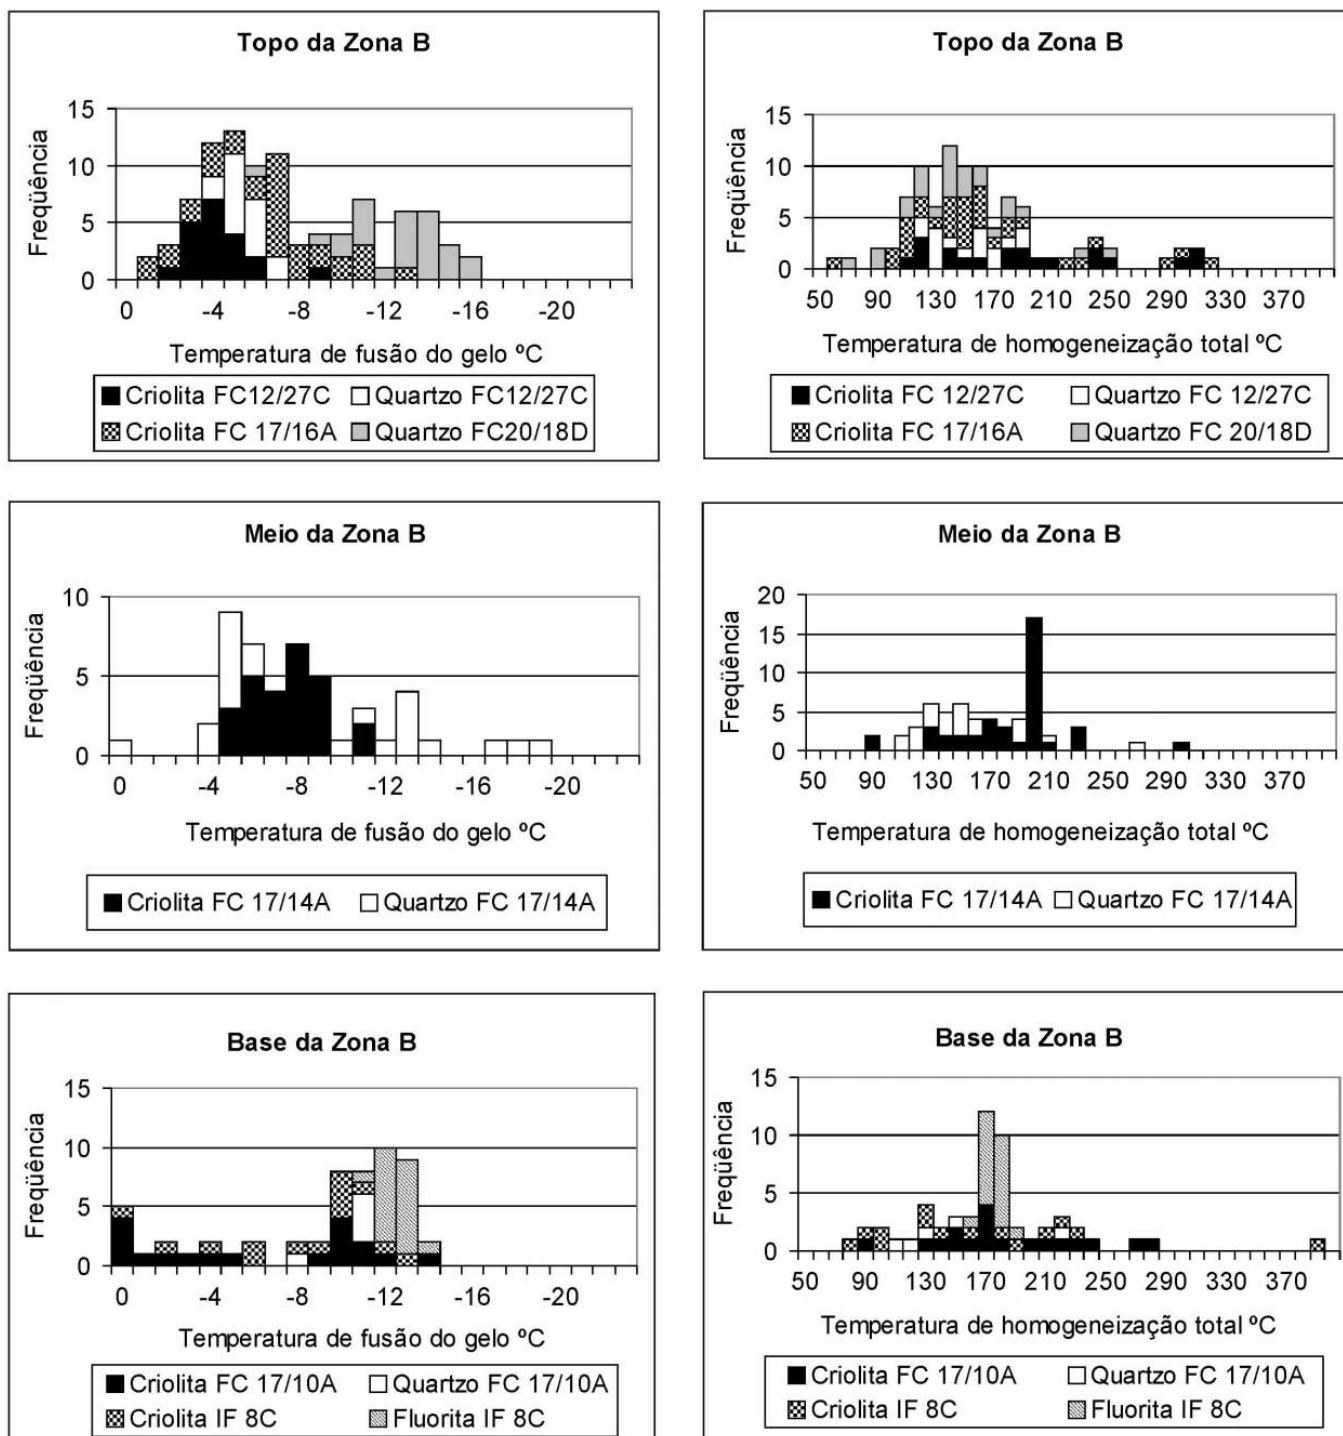 Topo da Zona B
15
10
5
0
Freqüência
0 -4 -8 -12 -16 -20
Temperatura de fusão do gelo ºC
Criolita FC12/27C Quartzo FC12/27C
Criolita FC 17/16A Quartzo FC20/18D
Topo da Zona B
15
10
5
0
Freqüência
50 90 130 170 210 250 290 330 370
Temperatura de homogeneização total ºC
Criolita FC 12/27C Quartzo FC 12/27C
Criolita FC 17/16A Quartzo FC 20/18D
Meio da Zona B
10
5
0
Freqüência
0 -4 -8 -12 -16 -20
Temperatura de fusão do gelo ºC
Criolita FC 17/14A Quartzo FC 17/14A
Meio da Zona B
20
15
10
5
0
Freqüência
50 90 130 170 210 250 290 330 370
Temperatura de homogeneização total ºC
Criolita FC 17/14A Quartzo FC 17/14A
Base da Zona B
15
10
5
0
Freqüência
0 -4 -8 -12 -16 -20
Temperatura de fusão do gelo ºC
Criolita FC 17/10A Quartzo FC 17/10A
Criolita IF 8C Fluorita IF 8C
Base da Zona B
15
10
5
0
Freqüência
50 90 130 170 210 250 290 330 370
Temperatura de homogeneização total ºC
Criolita FC 17/10A Quartzo FC 17/10A
Criolita IF 8C Fluorita IF 8C